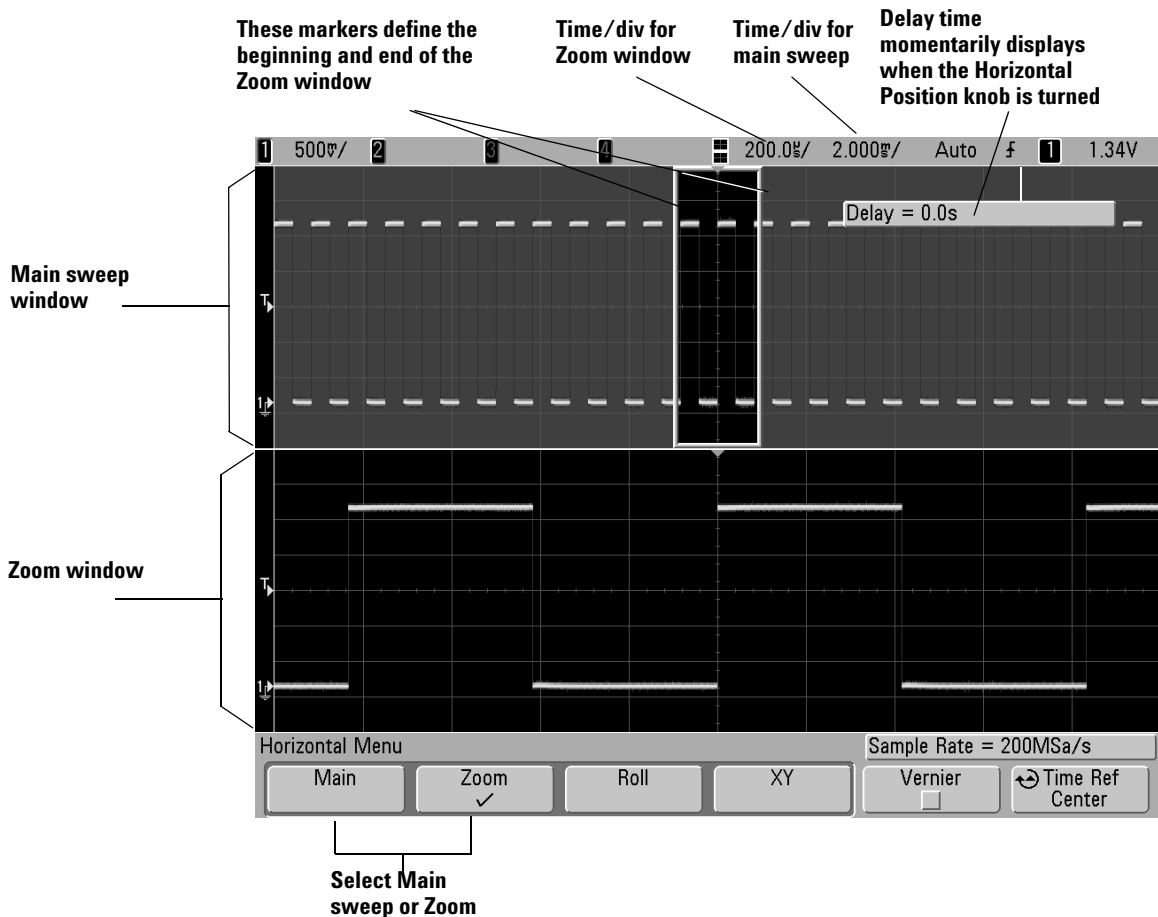 These markers define the
beginning and end of the
Zoom window
Time/div for
Zoom window
Time/div for
main sweep
Delay time
momentarily displays
when the Horizontal
Position knob is turned
1 500mV/ 2 3 4 200.0us/ 2.000ms/ Auto 1 1.34V
Delay = 0.0s
Main sweep
window
T
1
Zoom window
T
1
Horizontal Menu
Sample Rate = 200MSa/s
Main Zoom Roll XY Vernier Time Ref
Center
Select Main
sweep or Zoom